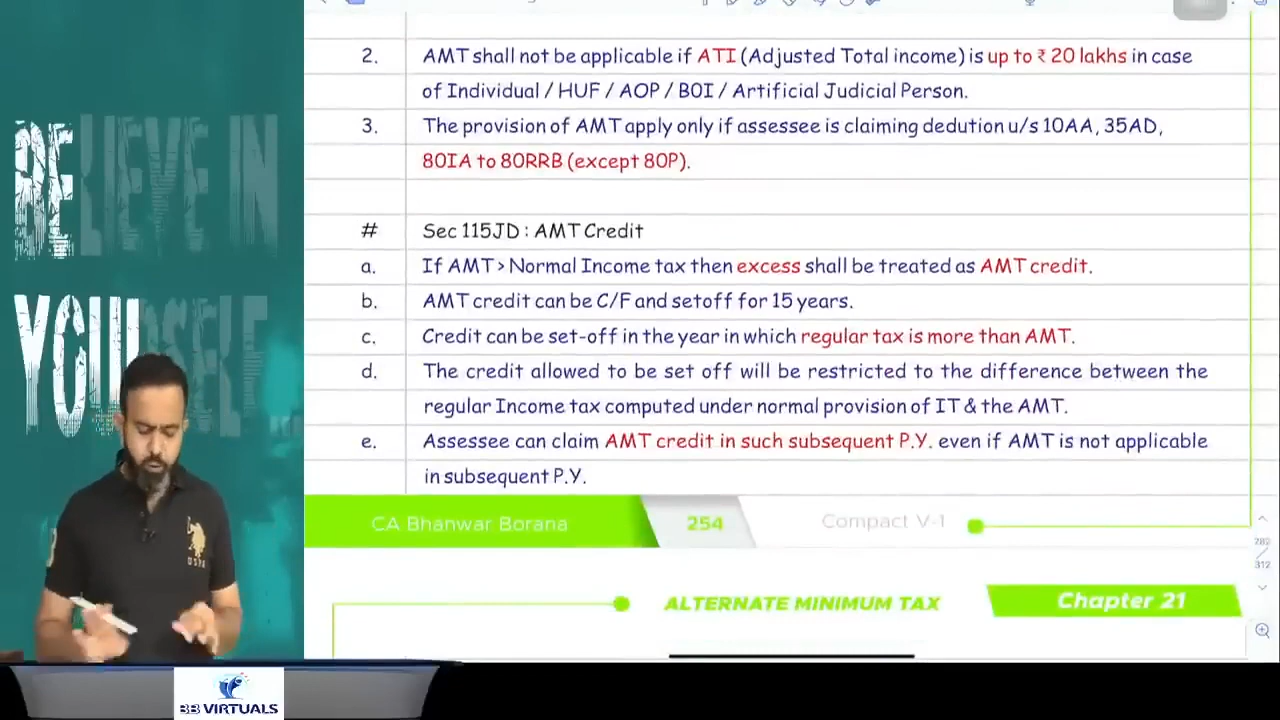 BELIEVE IN
YOURSELF
2. AMT shall not be applicable if ATI (Adjusted Total income) is up to ₹ 20 lakhs in case
of Individual / HUF / AOP / BOI / Artificial Judicial Person.
3. The provision of AMT apply only if assessee is claiming dedution u/s 10AA, 35AD,
80IA to 80RRB (except 80P).
# Sec 115JD : AMT Credit
a. If AMT > Normal Income tax then excess shall be treated as AMT credit.
b. AMT credit can be C/F and setoff for 15 years.
c. Credit can be set-off in the year in which regular tax is more than AMT.
d. The credit allowed to be set off will be restricted to the difference between the
regular Income tax computed under normal provision of IT & the AMT.
e. Assessee can claim AMT credit in such subsequent P.Y. even if AMT is not applicable
in subsequent P.Y.
CA Bhanwar Borana 254 Compact V-1
282
312
ALTERNATE MINIMUM TAX Chapter 21
USPA
BB VIRTUALS